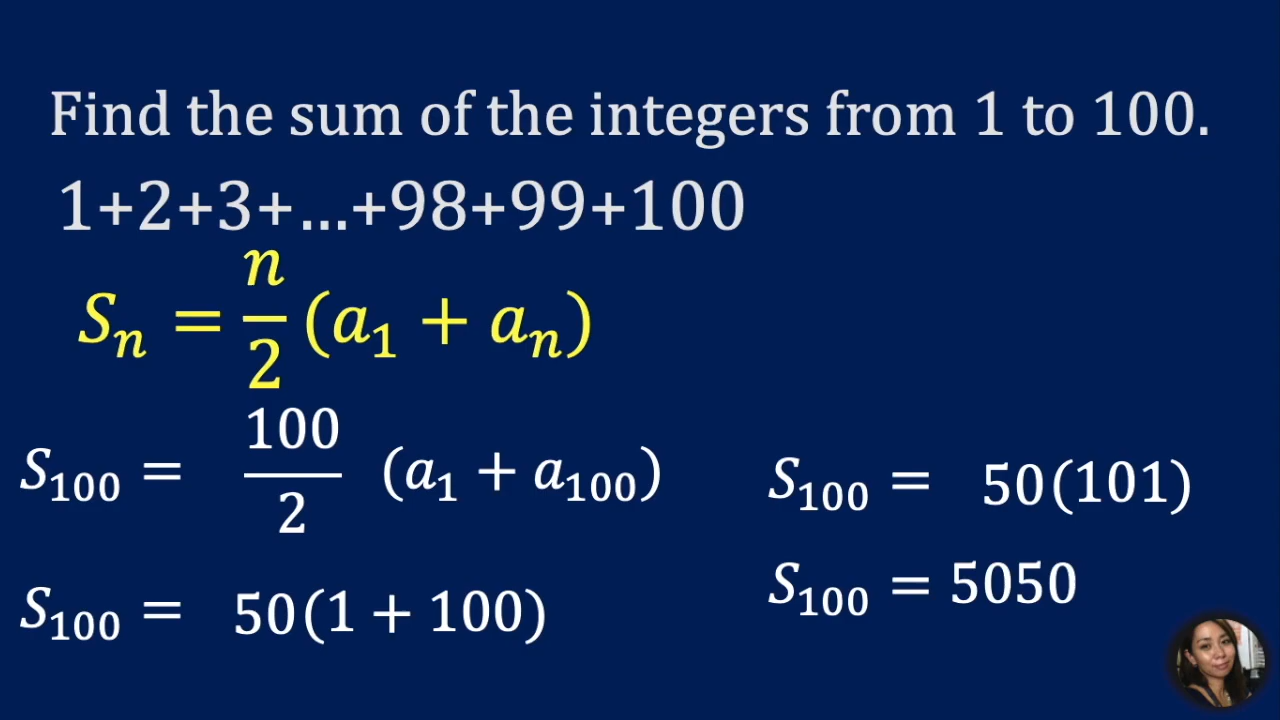 Find the sum of the integers from 1 to 100.
1+2+3+...+98+99+100
Sₙ = n/2 (a₁ + aₙ)
S₁₀₀ = 100/2 (a₁ + a₁₀₀)
S₁₀₀ = 50(1 + 100)
S₁₀₀ = 50(101)
S₁₀₀ = 5050